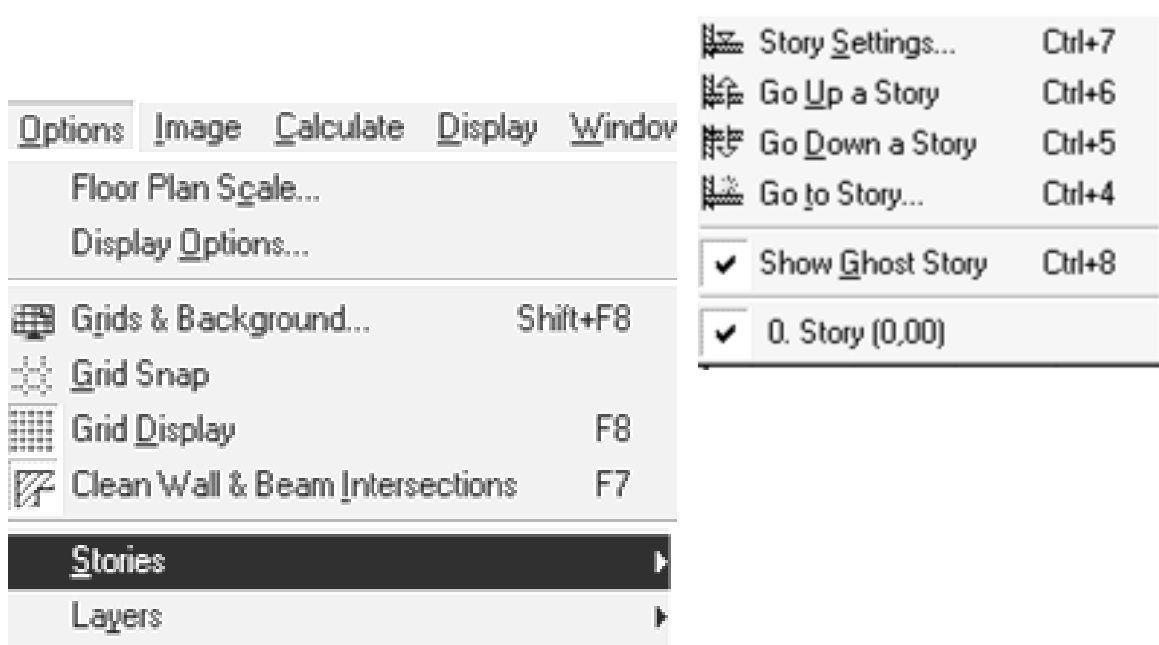 Options Image Calculate Display Window
Floor Plan Scale...
Display Options...
Grids & Background... Shift+F8
Grid Snap
Grid Display F8
Clean Wall & Beam Intersections F7
Stories
Layers
Story Settings... Ctrl+7
Go Up a Story Ctrl+6
Go Down a Story Ctrl+5
Go to Story... Ctrl+4
Show Ghost Story Ctrl+8
0. Story (0,00)